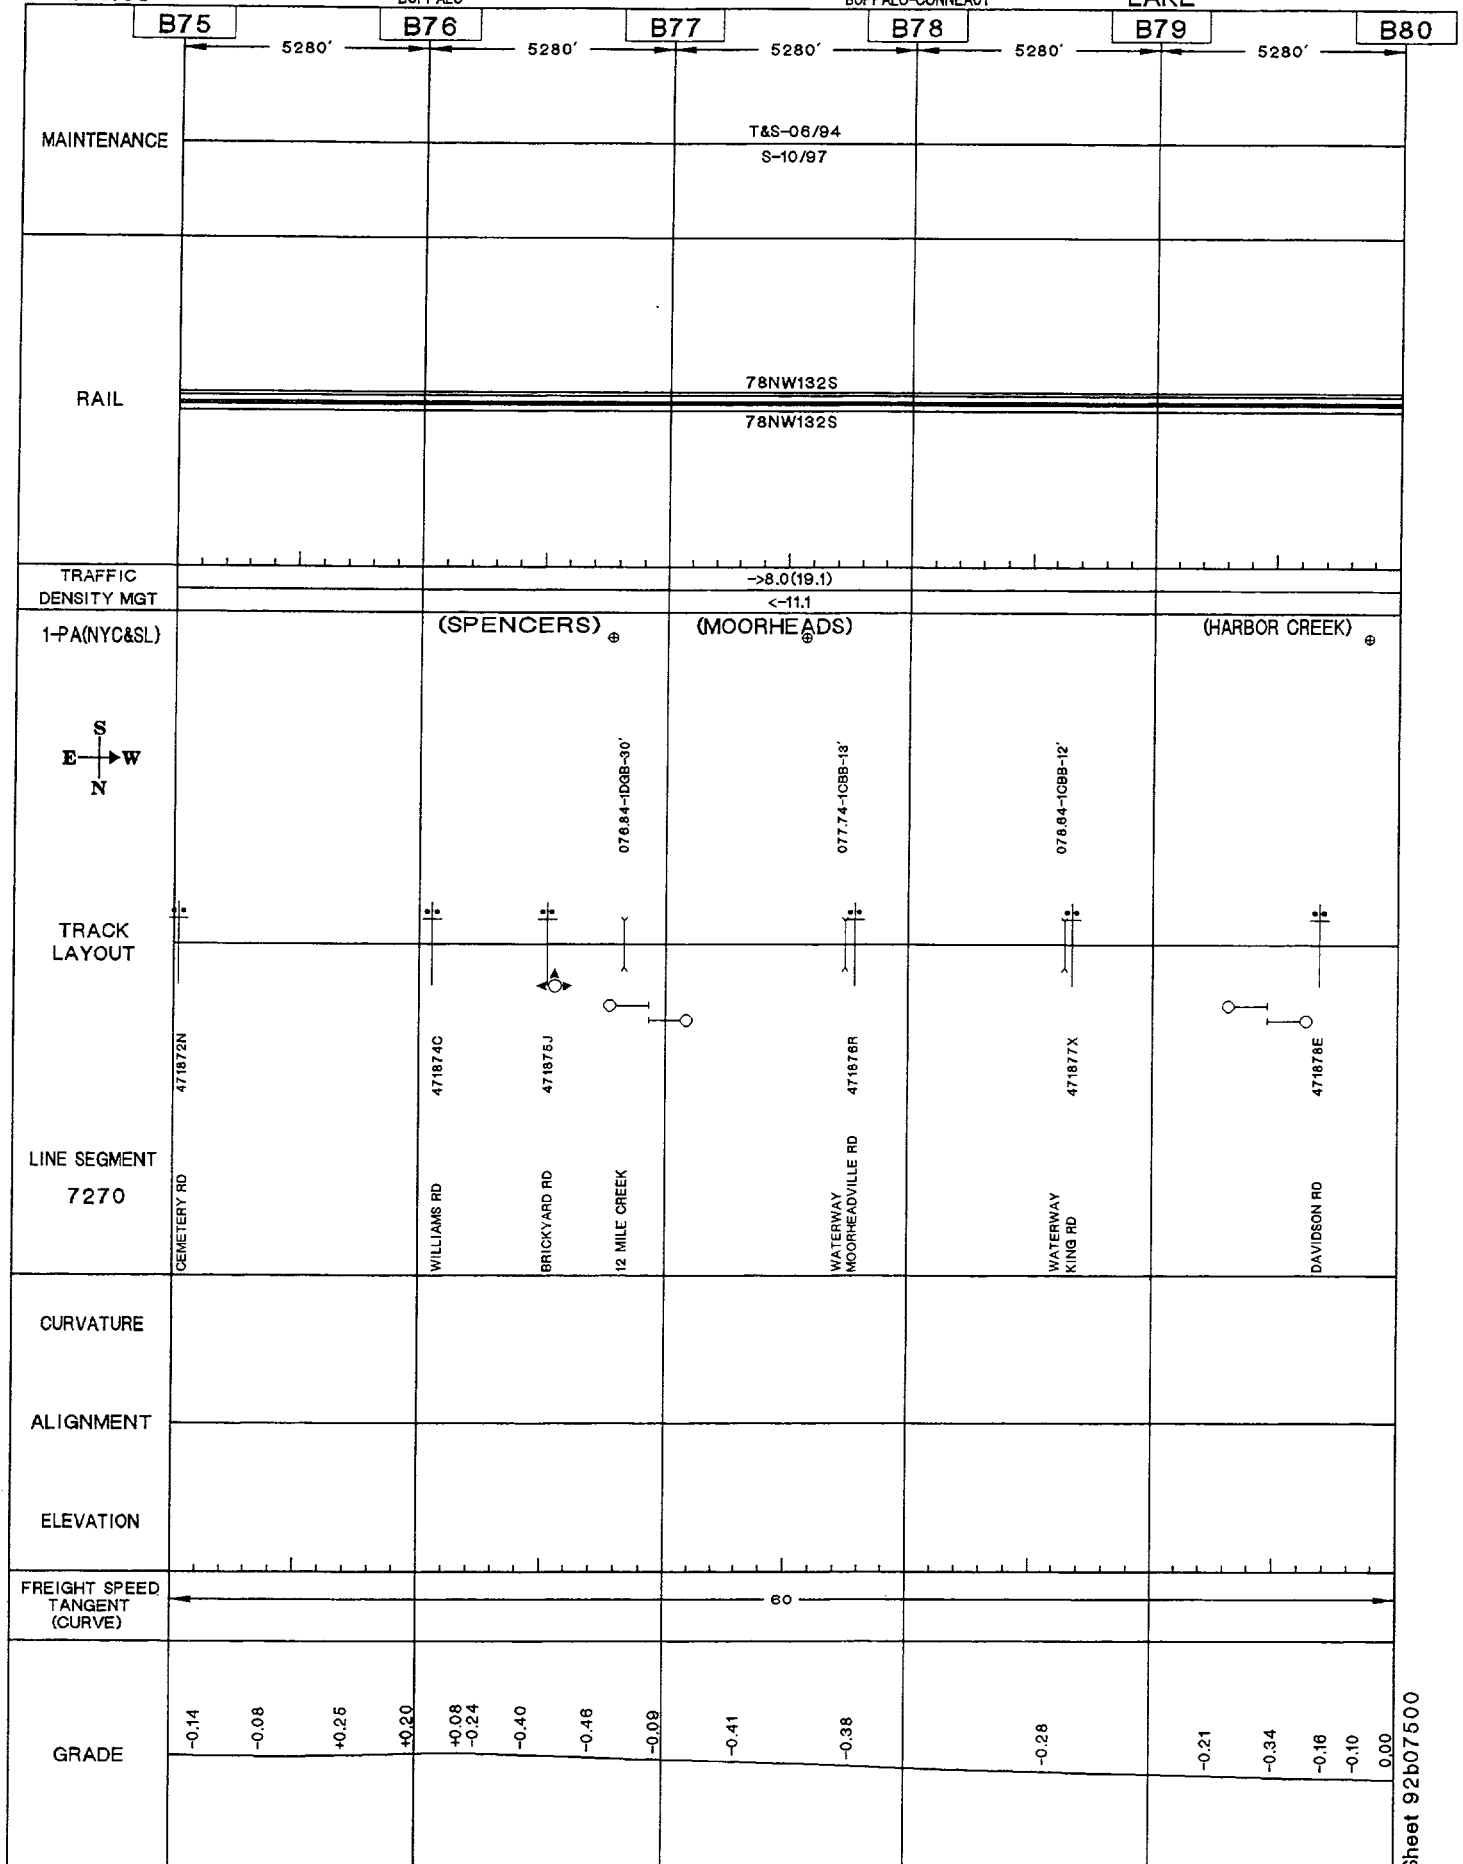 BUFFALO
BUFFALO-CONNEAUT
LAKE
B75 B76 B77 B78 B79 B80
5280' 5280' 5280' 5280' 5280'
MAINTENANCE
T&S-06/94
S-10/97
RAIL
78NW132S
78NW132S
TRAFFIC
DENSITY MGT
->8.0(19.1)
<-11.1
1-PA(NYC&SL)
(SPENCERS)
(MOORHEADS)
(HARBOR CREEK)
S
E W
N
076.84-1DGB-30'
077.74-1CBB-13'
078.64-1CBB-12'
TRACK
LAYOUT
471872N
471874C
471875J
471876R
471877X
471878E
LINE SEGMENT
7270
CEMETERY RD
WILLIAMS RD
BRICKYARD RD
12 MILE CREEK
WATERWAY
MOORHEADVILLE RD
WATERWAY
KING RD
DAVIDSON RD
CURVATURE
ALIGNMENT
ELEVATION
FREIGHT SPEED
TANGENT
(CURVE)
60
GRADE
-0.14 -0.08 +0.25 +0.20 +0.08 -0.24 -0.40 -0.46 -0.09 -0.41 -0.38 -0.28 -0.21 -0.34 -0.16 -0.10 0.00
Sheet 92b07500